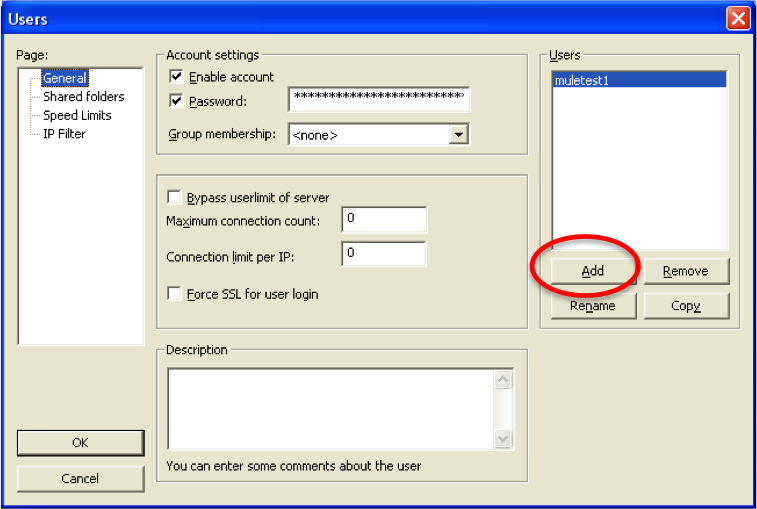 Users
Page:
General
Shared folders
Speed Limits
IP Filter
OK
Cancel
Account settings
Enable account
Password: **************************
Group membership: <none>
Bypass userlimit of server
Maximum connection count: 0
Connection limit per IP: 0
Force SSL for user login
Description
You can enter some comments about the user
Users
muletest1
Add Remove
Rename Copy